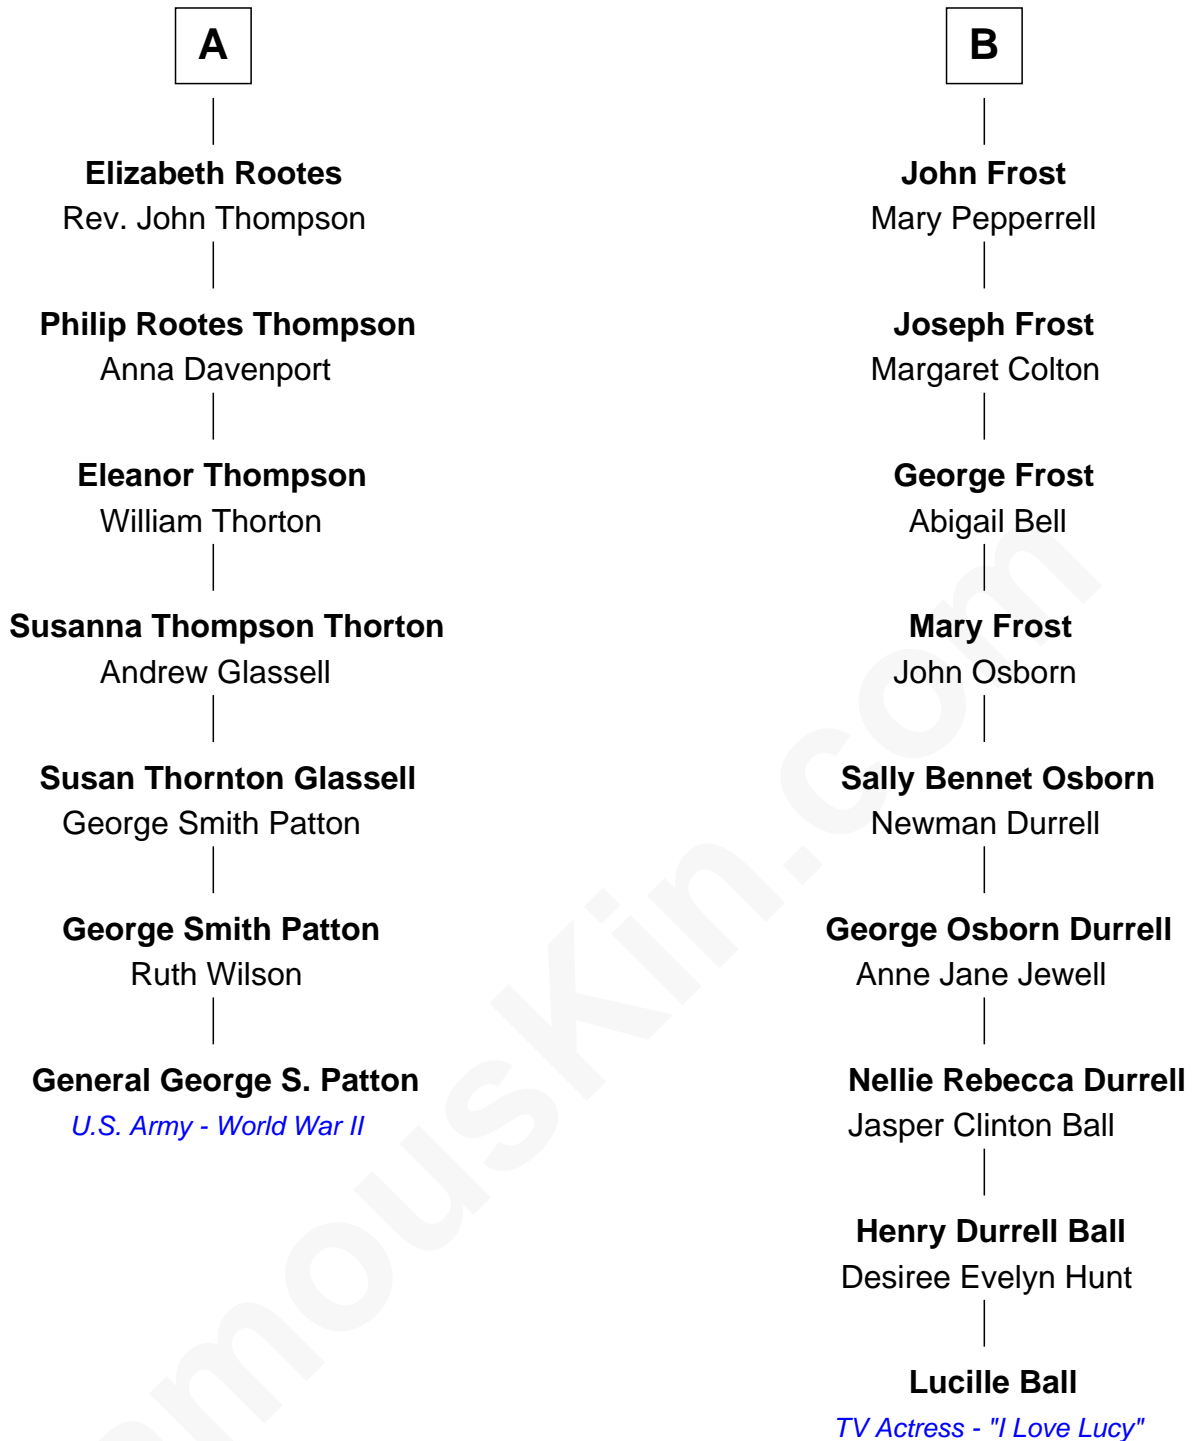 A
Elizabeth Rootes
Rev. John Thompson
Philip Rootes Thompson
Anna Davenport
Eleanor Thompson
William Thorton
Susanna Thompson Thorton
Andrew Glassell
Susan Thornton Glassell
George Smith Patton
George Smith Patton
Ruth Wilson
General George S. Patton
U.S. Army - World War II
B
John Frost
Mary Pepperrell
Joseph Frost
Margaret Colton
George Frost
Abigail Bell
Mary Frost
John Osborn
Sally Bennet Osborn
Newman Durrell
George Osborn Durrell
Anne Jane Jewell
Nellie Rebecca Durrell
Jasper Clinton Ball
Henry Durrell Ball
Desiree Evelyn Hunt
Lucille Ball
TV Actress - "I Love Lucy"
amouskin.com